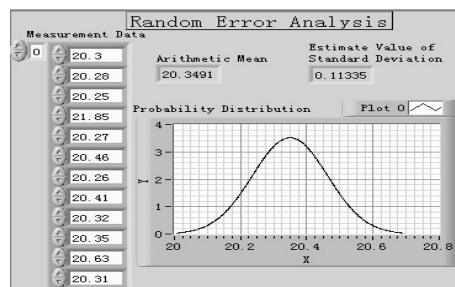 Random Error Analysis
Measurement Data
0
20.3
20.28
20.25
21.85
20.27
20.46
20.26
20.41
20.32
20.35
20.63
20.31
Arithmetic Mean
20.3491
Estimate Value of
Standard Deviation
0.11335
Probability Distribution
Plot 0
4
3
2
1
0
Y
20 20.2 20.4 20.6 20.8
X